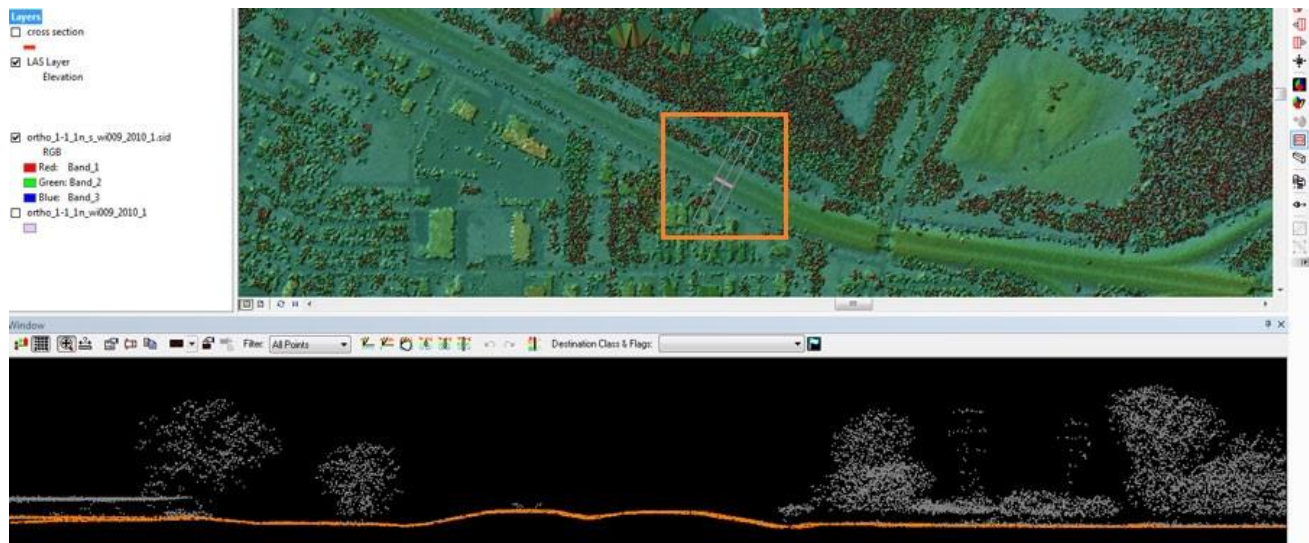 Layers
cross section
LAS Layer
Elevation
ortho_1-1_1n_s_wi009_2010_1.sid
RGB
Red: Band_1
Green: Band_2
Blue: Band_3
ortho_1-1_1n_wi009_2010_1
Window
Filter: All Points
Destination Class & Flags: